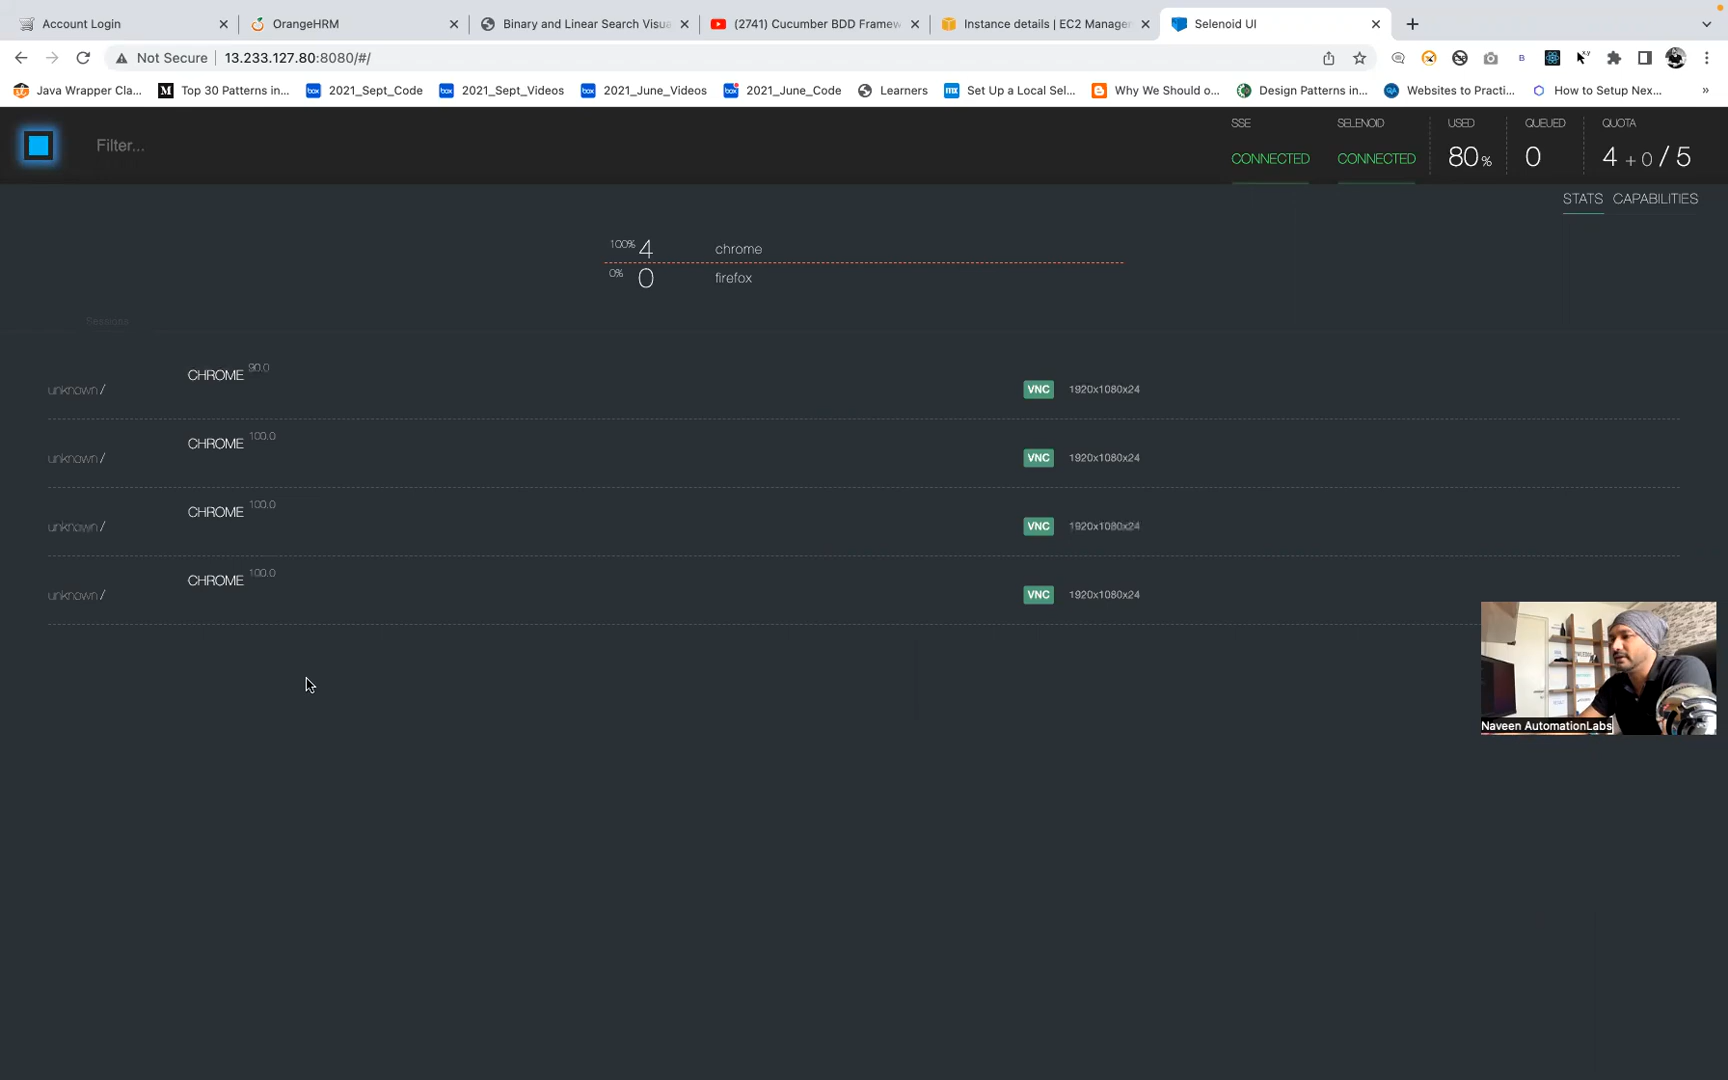 Account Login
OrangeHRM
Binary and Linear Search Visua
(2741) Cucumber BDD Framew
Instance details | EC2 Manager
Selenoid UI
Not Secure 13.233.127.80:8080/#/
Java Wrapper Cla...
Top 30 Patterns in...
2021_Sept_Code
2021_Sept_Videos
2021_June_Videos
2021_June_Code
Learners
Set Up a Local Sel...
Why We Should o...
Design Patterns in...
Websites to Practi...
How to Setup Nex...
»
Filter...
SSE
CONNECTED
SELENOID
CONNECTED
USED
80%
QUEUED
0
QUOTA
4 + 0 / 5
STATS CAPABILITIES
100% 4 chrome
0% 0 firefox
Sessions
unknown / CHROME 90.0 VNC 1920x1080x24
unknown / CHROME 100.0 VNC 1920x1080x24
unknown / CHROME 100.0 VNC 1920x1080x24
unknown / CHROME 100.0 VNC 1920x1080x24
Naveen AutomationLabs